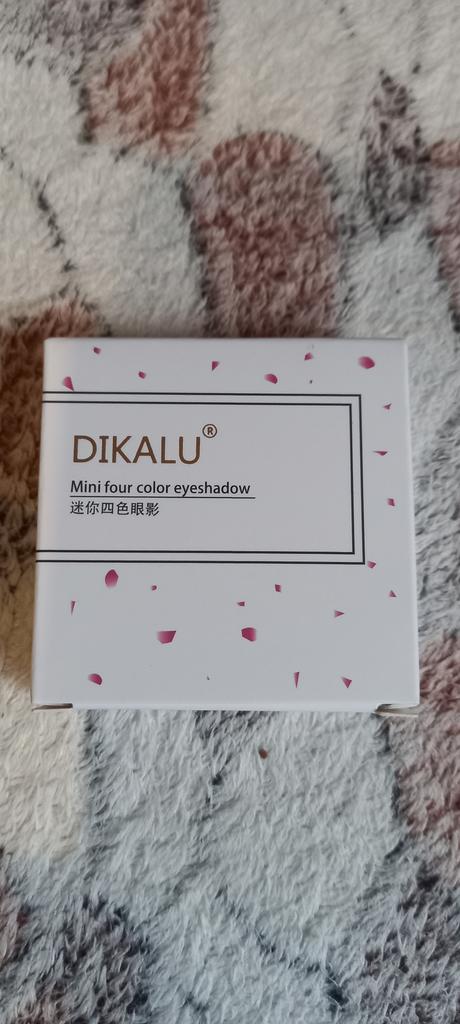 DIKALU®
Mini four color eyeshadow
迷你四色眼影